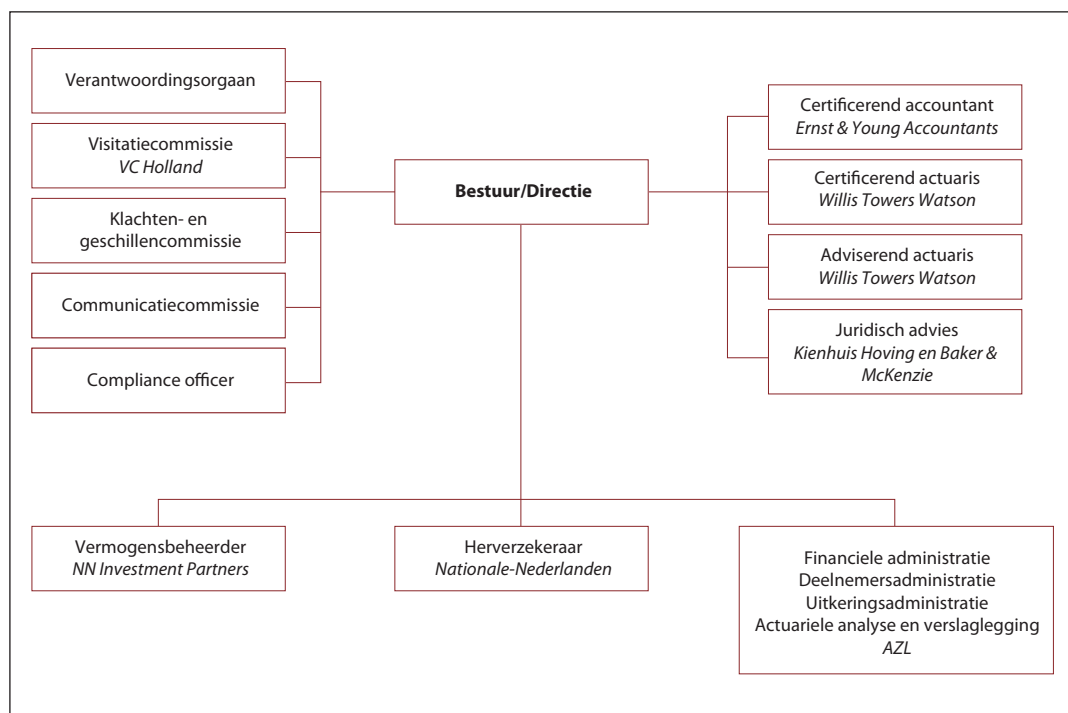 Verantwoordingsorgaan
Visitatiecommissie
VC Holland
Klachten- en
geschillencommissie
Communicatiecommissie
Compliance officer
Bestuur/Directie
Certificerend accountant
Ernst & Young Accountants
Certificerend actuaris
Willis Towers Watson
Adviserend actuaris
Willis Towers Watson
Juridisch advies
Kienhuis Hoving en Baker &
McKenzie
Vermogensbeheerder
NN Investment Partners
Herverzekeraar
Nationale-Nederlanden
Financiele administratie
Deelnemersadministratie
Uitkeringsadministratie
Actuariele analyse en verslaglegging
AZL